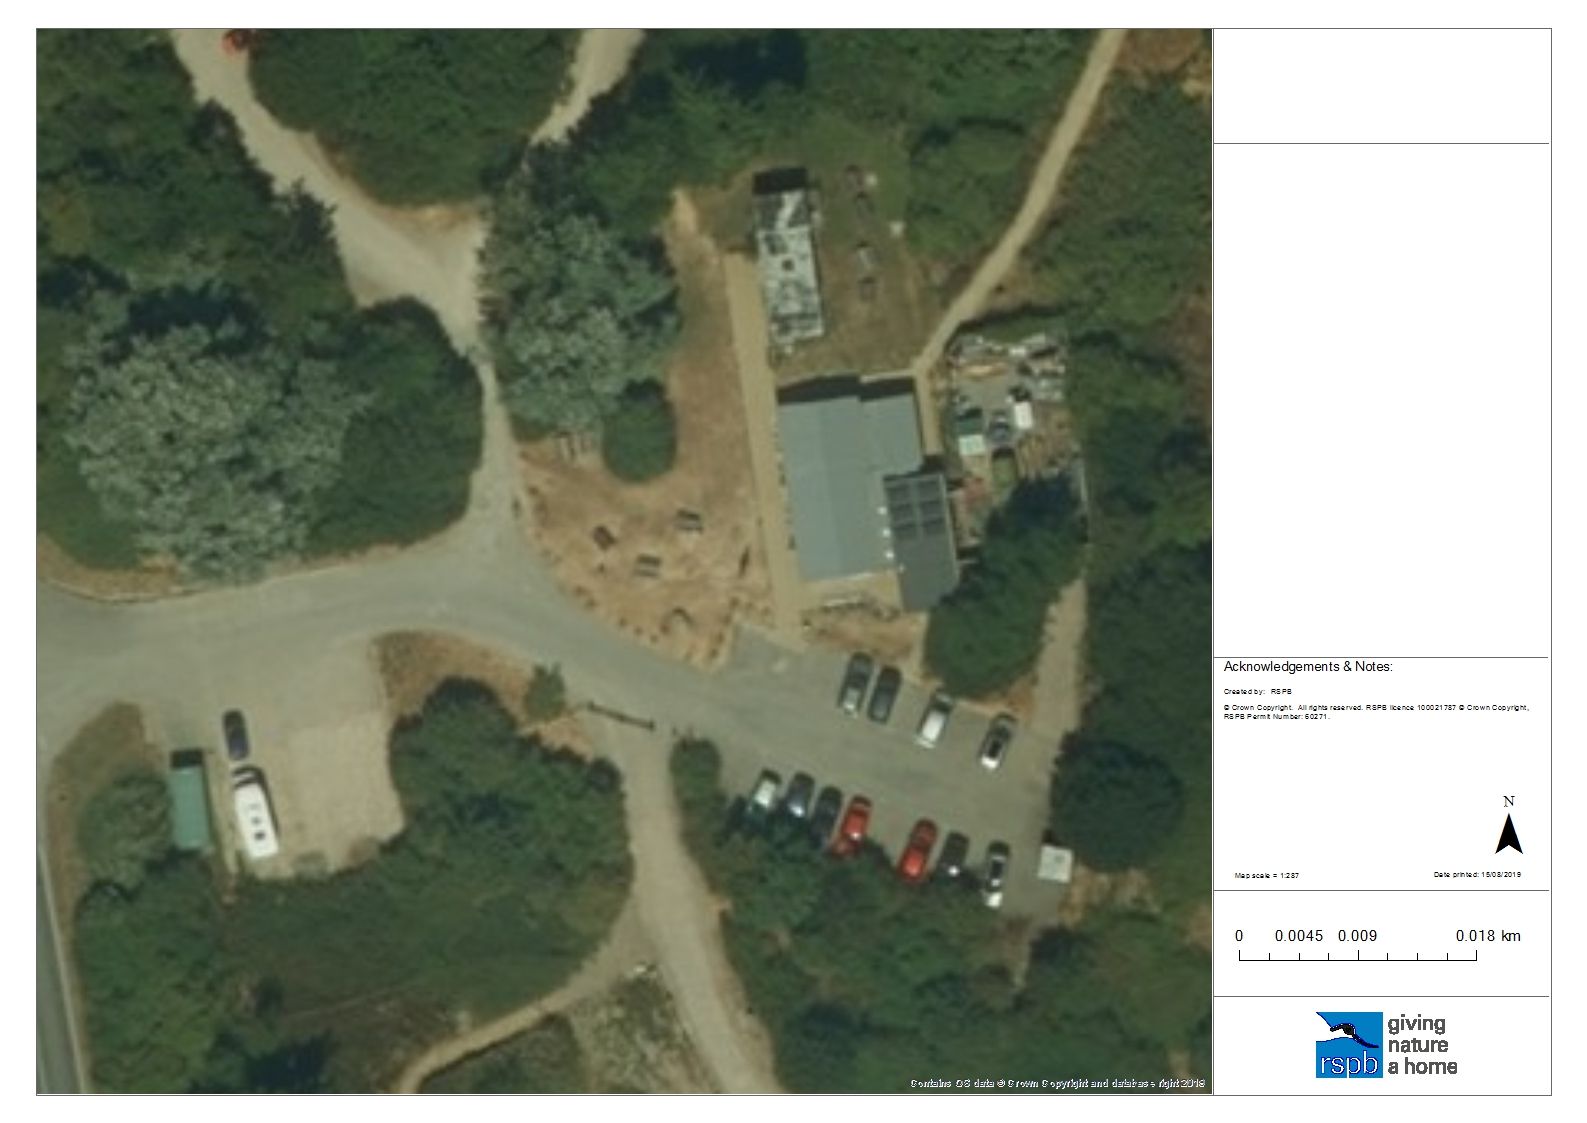 Acknowledgements & Notes:
Created by: RSPB
© Crown Copyright. All rights reserved. RSPB licence 100021787 © Crown Copyright,
RSPB Permit Number: 60271.
N
Map scale = 1:287 Date printed: 15/08/2019
0 0.0045 0.009 0.018 km
giving
nature
a home
rspb
Contains OS data © Crown Copyright and database right 2018